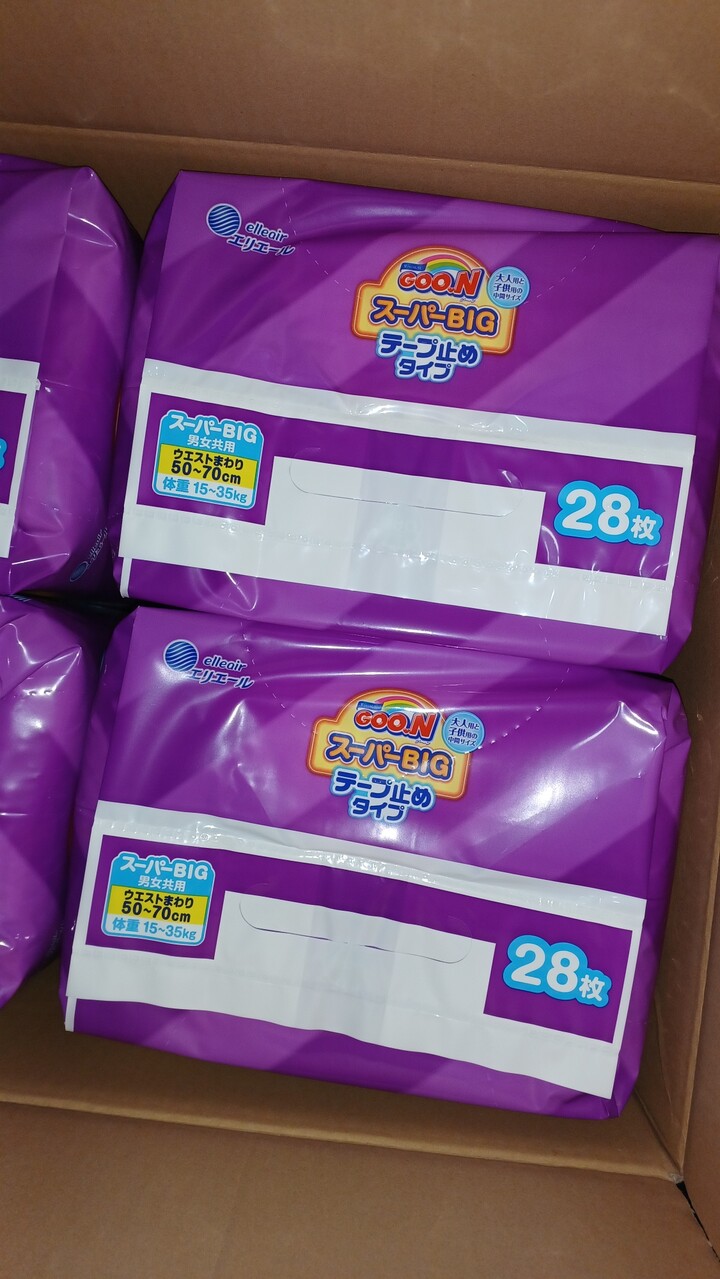 elleair
エリエール
GOO.N
大人用と
子供用の
中間サイズ
スーパーBIG
テープ止め
タイプ
スーパーBIG
男女共用
ウエストまわり
50~70cm
体重 15~35kg
28枚
elleair
エリエール
GOO.N
大人用と
子供用の
中間サイズ
スーパーBIG
テープ止め
タイプ
スーパーBIG
男女共用
ウエストまわり
50~70cm
体重 15~35kg
28枚